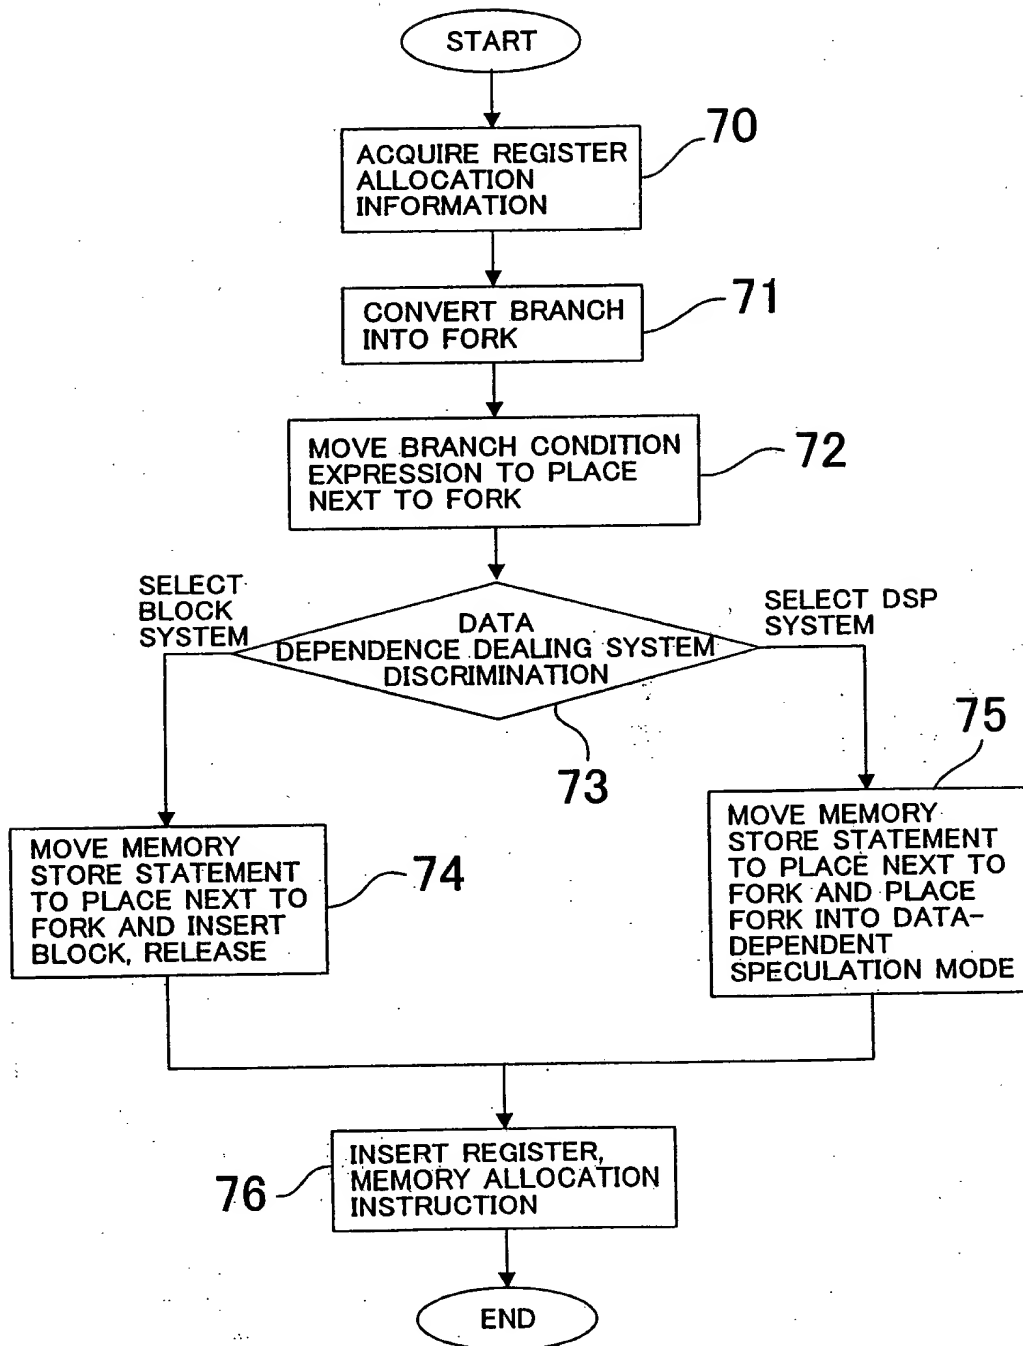 START
70
ACQUIRE REGISTER
ALLOCATION
INFORMATION
71
CONVERT BRANCH
INTO FORK
72
MOVE BRANCH CONDITION
EXPRESSION TO PLACE
NEXT TO FORK
SELECT
BLOCK
SYSTEM
DATA
DEPENDENCE DEALING SYSTEM
DISCRIMINATION
SELECT DSP
SYSTEM
73
74
MOVE MEMORY
STORE STATEMENT
TO PLACE NEXT TO
FORK AND INSERT
BLOCK, RELEASE
75
MOVE MEMORY
STORE STATEMENT
TO PLACE NEXT TO
FORK AND PLACE
FORK INTO DATA-
DEPENDENT
SPECULATION MODE
76
INSERT REGISTER,
MEMORY ALLOCATION
INSTRUCTION
END